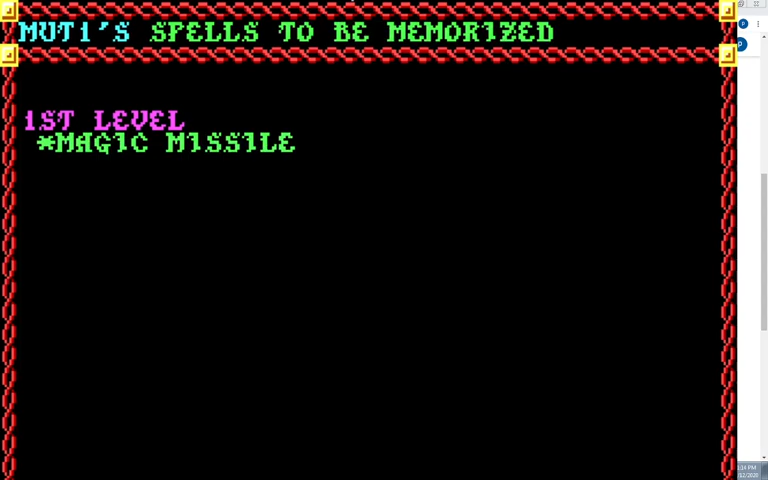 MUTI'S SPELLS TO BE MEMORIZED
1ST LEVEL
*MAGIC MISSILE